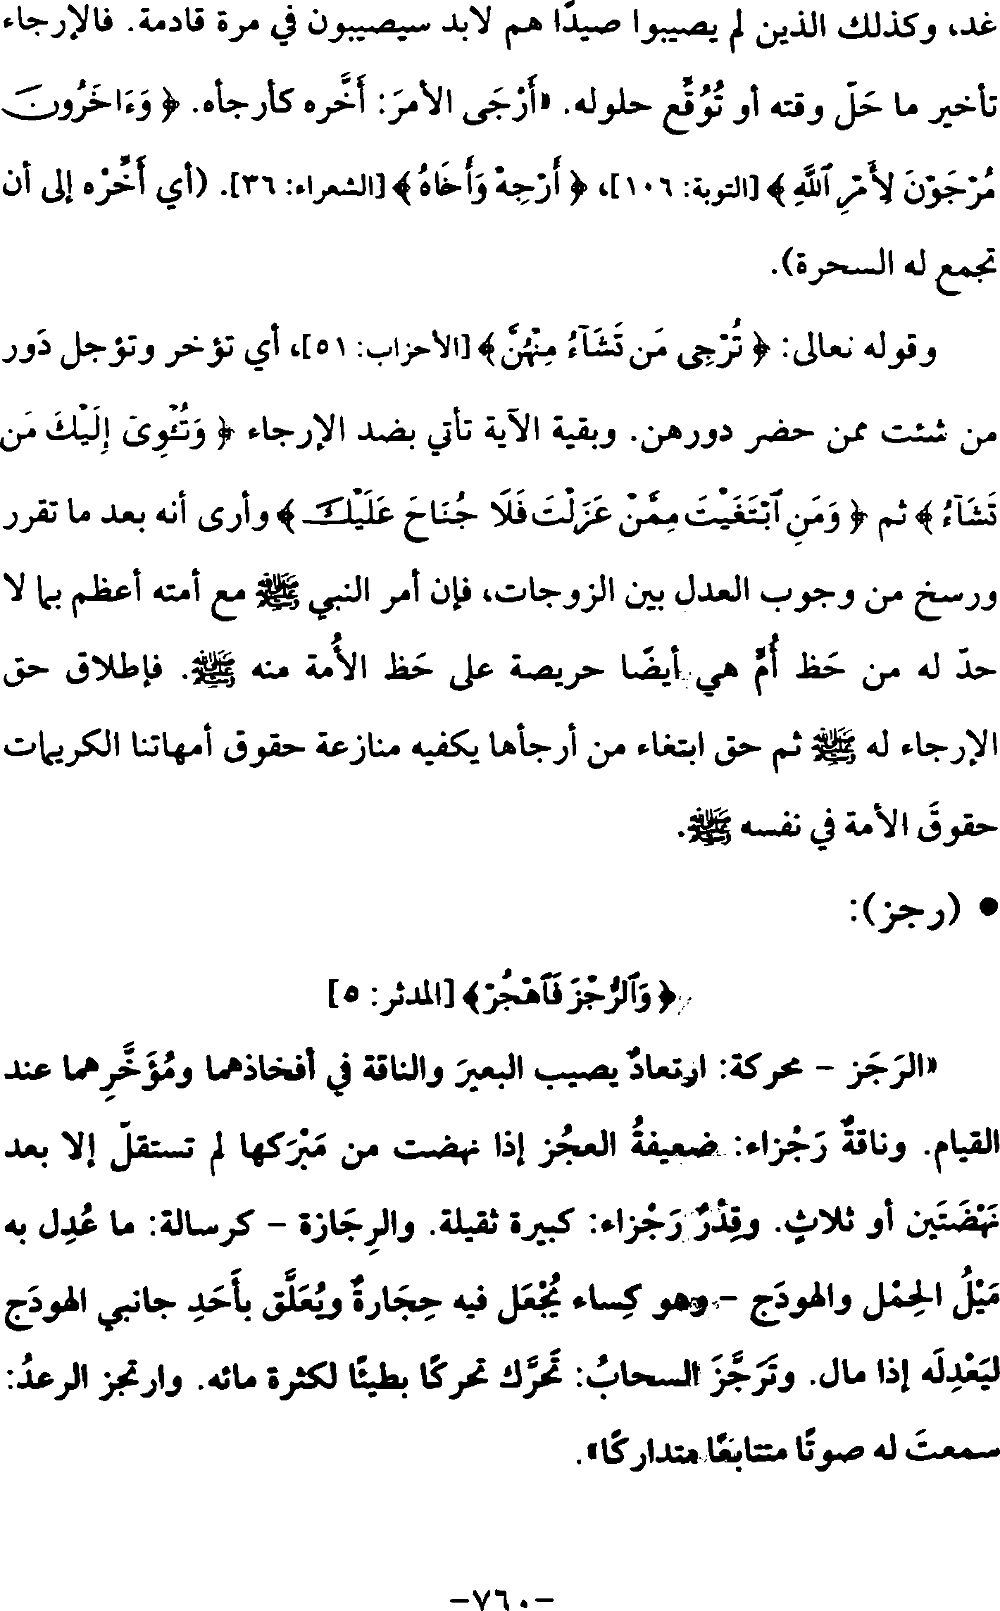 غد، وكذلك الذين لم يصيبوا صيدًا هم لابد سيصيبون في مرة قادمة. فالإرجاء
تأخير ما حَلّ وقته أو تُوُقِّع حلوله. «أَرْجَى الأمرَ: أَخَّره كأرجأه. ﴿ وَءَاخَرُونَ
مُرْجَوْنَ لِأَمْرِ ٱللَّهِ ﴾ [التوبة: ١٠٦]، ﴿ أَرْجِهْ وَأَخَاهُ ﴾ [الشعراء: ٣٦]. (أي أَخِّرْه إلى أن
تجمع له السحرة).
وقوله تعالى: ﴿ تُرْجِى مَن تَشَآءُ مِنْهُنَّ ﴾ [الأحزاب: ٥١]، أي تؤخر وتؤجل دَور
من شئت ممن حضر دورهن. وبقية الآية تأتي بضد الإرجاء ﴿ وَتُـْٔوِىٓ إِلَيْكَ مَن
تَشَآءُ ﴾ ثم ﴿ وَمَنِ ٱبْتَغَيْتَ مِمَّنْ عَزَلْتَ فَلَا جُنَاحَ عَلَيْكَ ﴾ وأرى أنه بعد ما تقرر
ورسخ من وجوب العدل بين الزوجات، فإن أمر النبي ﷺ مع أمته أعظم بما لا
حدّ له من حَظ أُمٍّ هي أيضًا حريصة على حَظ الأُمة منه ﷺ. فإطلاق حق
الإرجاء له ﷺ ثم حق ابتغاء من أرجأها يكفيه منازعة حقوق أمهاتنا الكريمات
حقوقَ الأمة في نفسه ﷺ.
• (رجز):
﴿ وَٱلرُّجْزَ فَٱهْجُرْ ﴾ [المدثر: ٥]
«الرَجَز - محركة: ارتعادٌ يصيب البعيرَ والناقة في أفخاذهما ومُؤَخَّرِهما عند
القيام. وناقةٌ رَجْزاء: ضعيفةُ العجُز إذا نهضت من مَبْرَكها لم تستقلّ إلا بعد
نَهْضَتَين أو ثلاثٍ. وقِدْرٌ رَجْزاء: كبيرة ثقيلة. والرِجَازة - كرسالة: ما عُدِل به
مَيْلُ الحِمْل والهودَج - وهو كِساء يُجْعَل فيه حِجَارةٌ ويُعَلَّق بأَحَدِ جانبي الهودَج
ليَعْدِلَه إذا مال. وتَرَجَّزَ السحابُ: تَحَرَّك تحركًا بطيئًا لكثرة مائه. وارتجز الرعدُ:
سمعتَ له صوتًا متتابعًا متداركًا».
-٧٦٠-